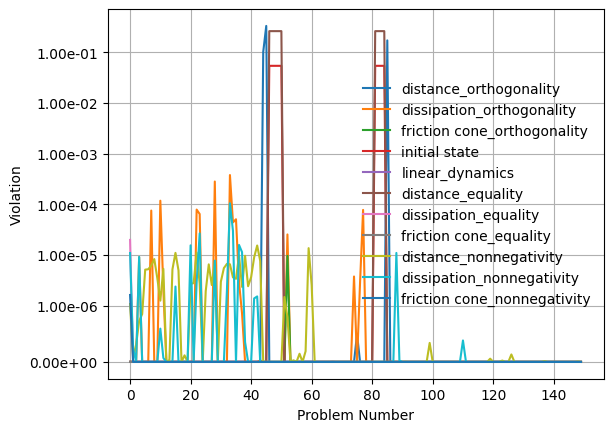 1.00e-01
1.00e-02
1.00e-03
1.00e-04
1.00e-05
1.00e-06
0.00e+00
Violation
distance_orthogonality
dissipation_orthogonality
friction cone_orthogonality
initial state
linear_dynamics
distance_equality
dissipation_equality
friction cone_equality
distance_nonnegativity
dissipation_nonnegativity
friction cone_nonnegativity
0 20 40 60 80 100 120 140
Problem Number